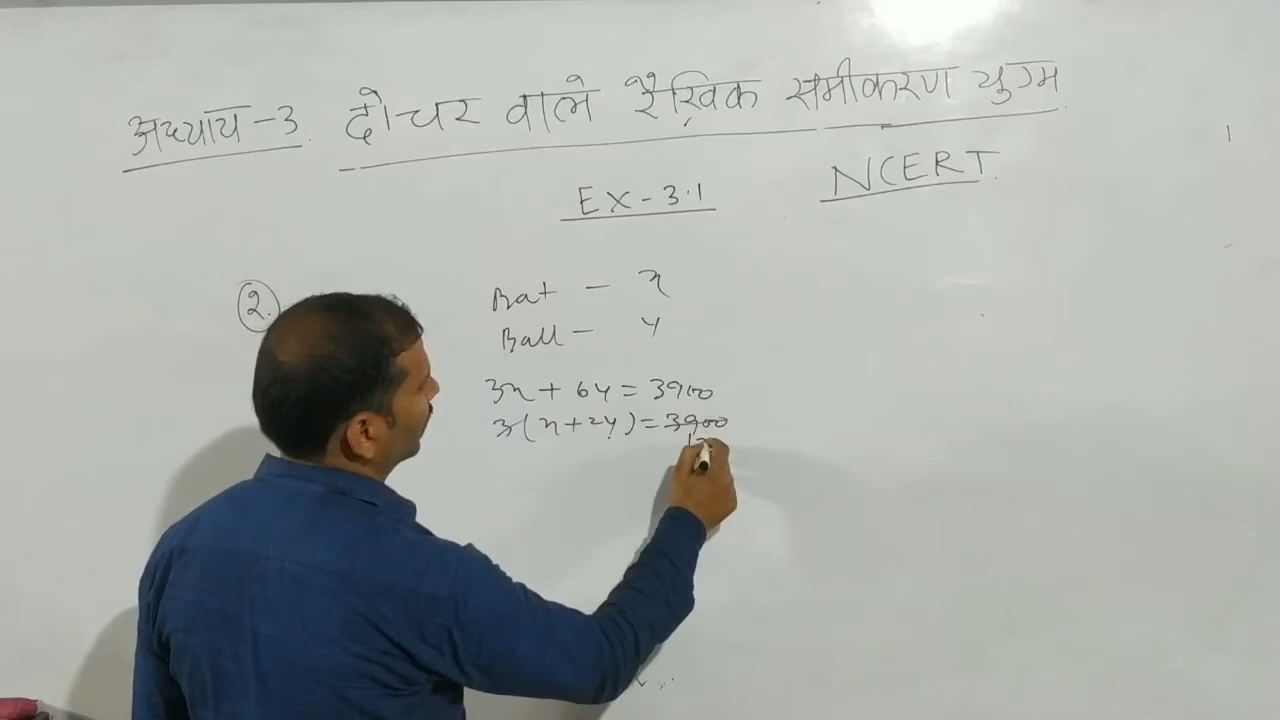 अध्याय-3. दो चर वाले रैखिक समीकरण युग्म
NCERT
EX-3.1
2.
Bat - x
Ball - y
3x + 6y = 3900
3(x+2y) = 3900